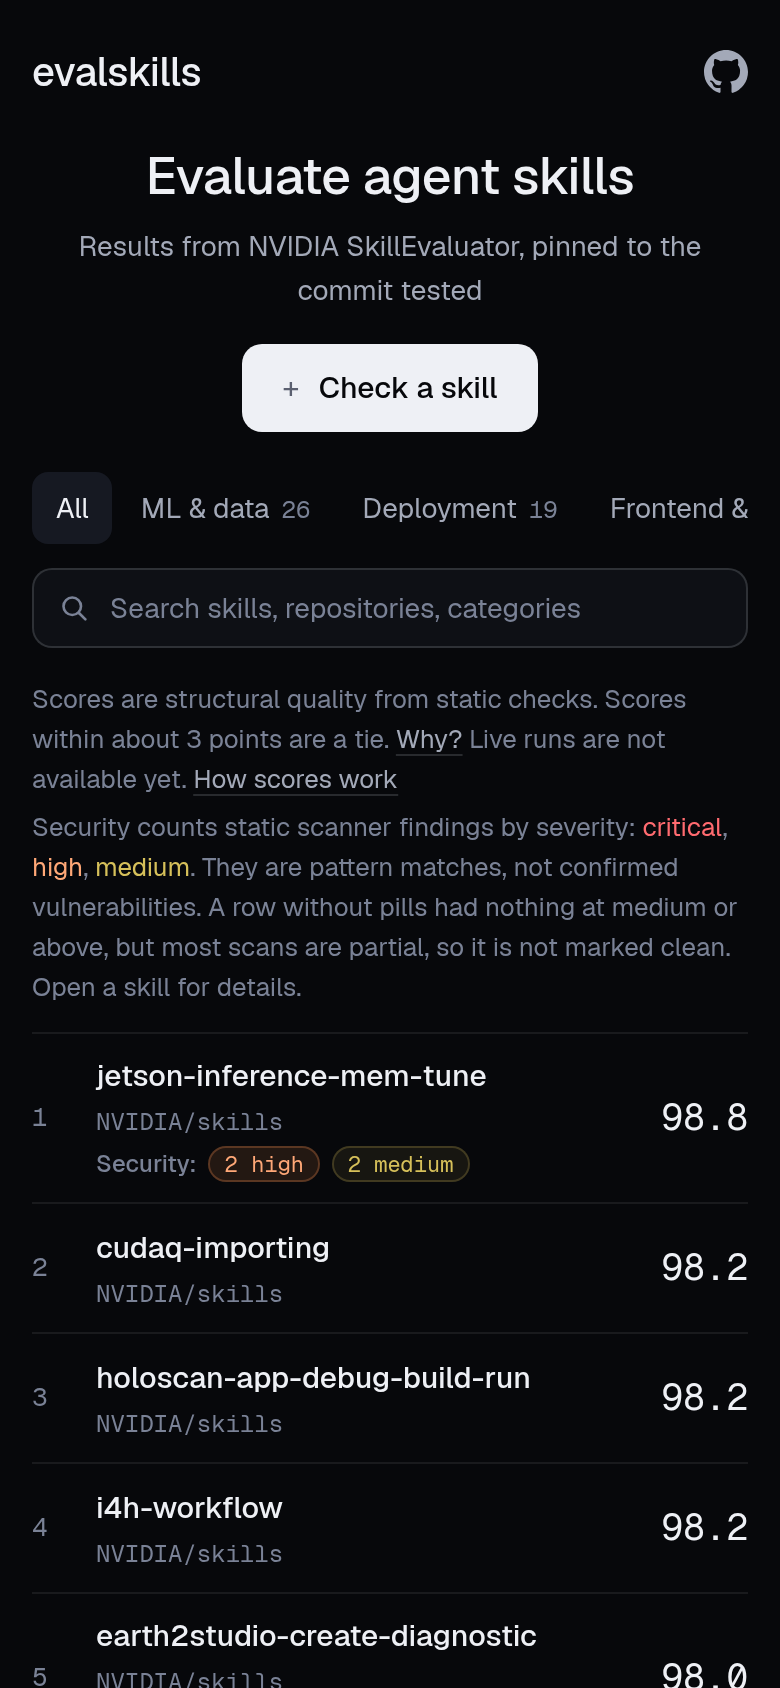 evalskills
Evaluate agent skills
Results from NVIDIA SkillEvaluator, pinned to the
commit tested
+ Check a skill
All ML & data 26 Deployment 19 Frontend &
Search skills, repositories, categories
Scores are structural quality from static checks. Scores
within about 3 points are a tie. Why? Live runs are not
available yet. How scores work
Security counts static scanner findings by severity: critical,
high, medium. They are pattern matches, not confirmed
vulnerabilities. A row without pills had nothing at medium or
above, but most scans are partial, so it is not marked clean.
Open a skill for details.
1 jetson-inference-mem-tune 98.8
NVIDIA/skills
Security: 2 high 2 medium
2 cudaq-importing 98.2
NVIDIA/skills
3 holoscan-app-debug-build-run 98.2
NVIDIA/skills
4 i4h-workflow 98.2
NVIDIA/skills
5 earth2studio-create-diagnostic 98.0
NVIDIA/skills